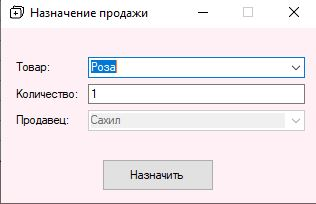 Назначение продажи
Товар: Роза
Количество: 1
Продавец: Сахил
Назначить